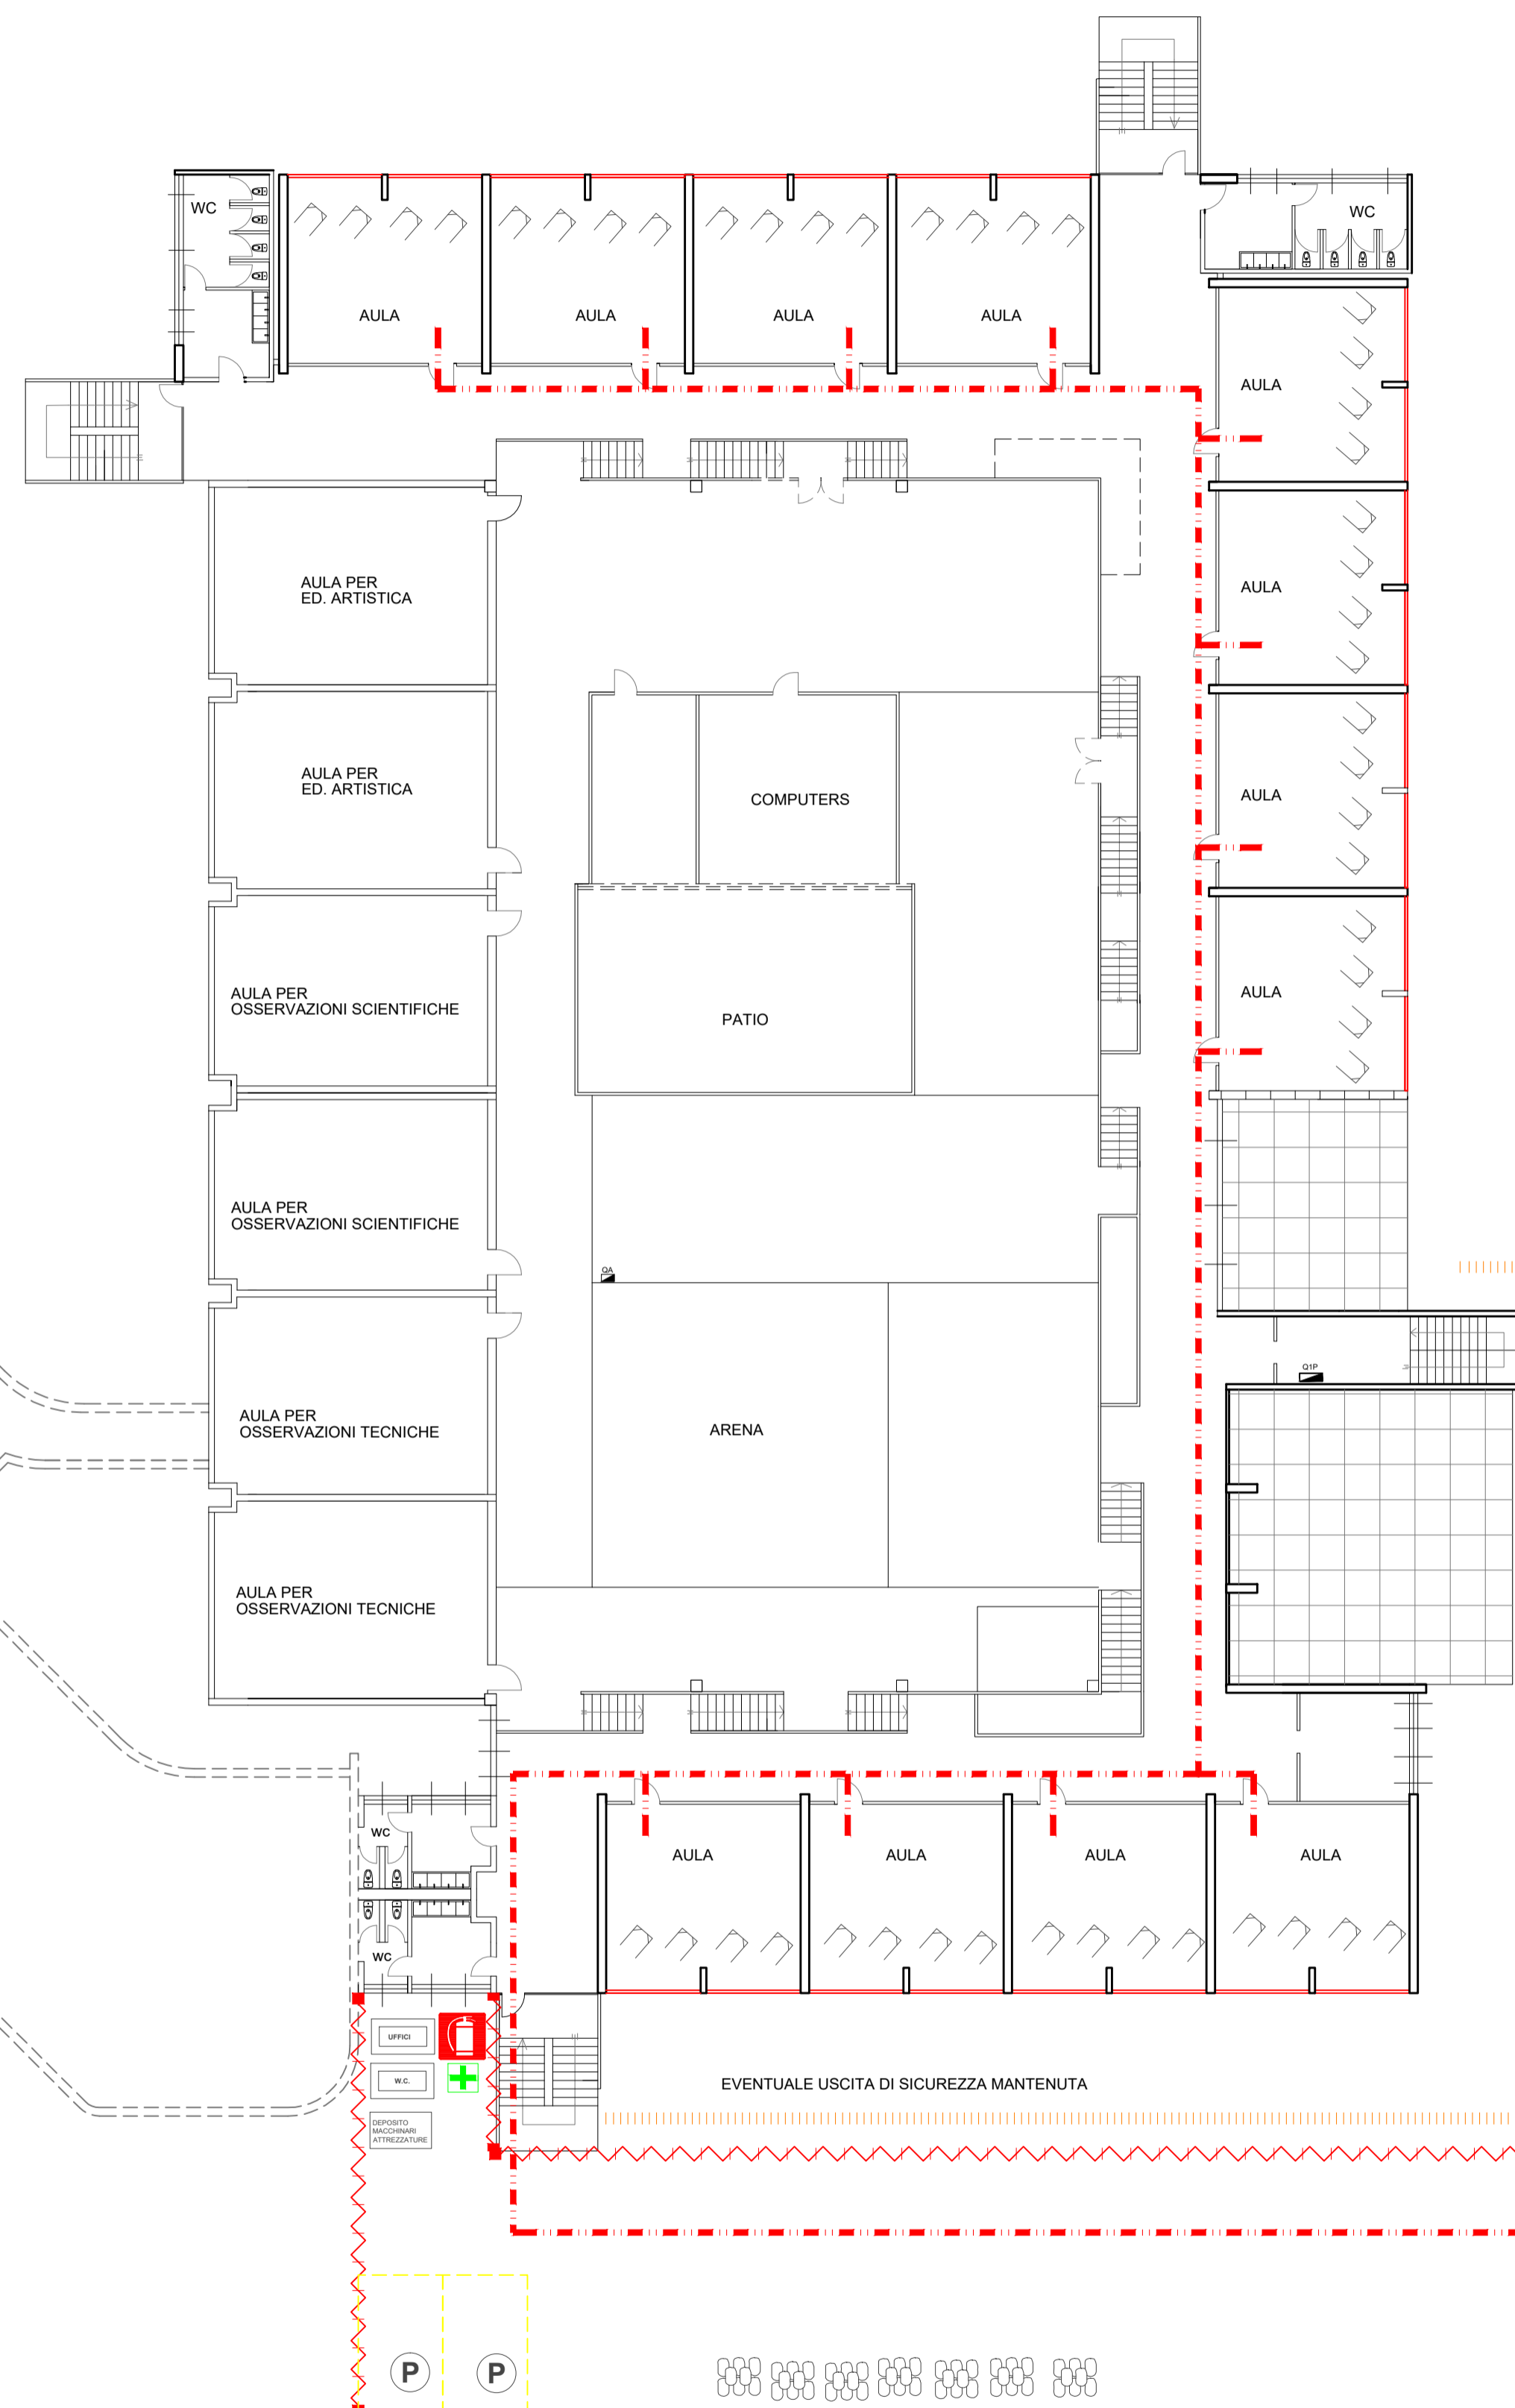 WC
WC
AULA
AULA
AULA
AULA
AULA
AULA PER
ED. ARTISTICA
AULA
AULA PER
ED. ARTISTICA
COMPUTERS
AULA
AULA PER
OSSERVAZIONI SCIENTIFICHE
PATIO
AULA
AULA PER
OSSERVAZIONI SCIENTIFICHE
QA
Q1P
AULA PER
OSSERVAZIONI TECNICHE
ARENA
AULA PER
OSSERVAZIONI TECNICHE
WC
AULA
AULA
AULA
AULA
WC
UFFICI
W.C.
EVENTUALE USCITA DI SICUREZZA MANTENUTA
DEPOSITO
MACCHINARI
ATTREZZATURE
P
P